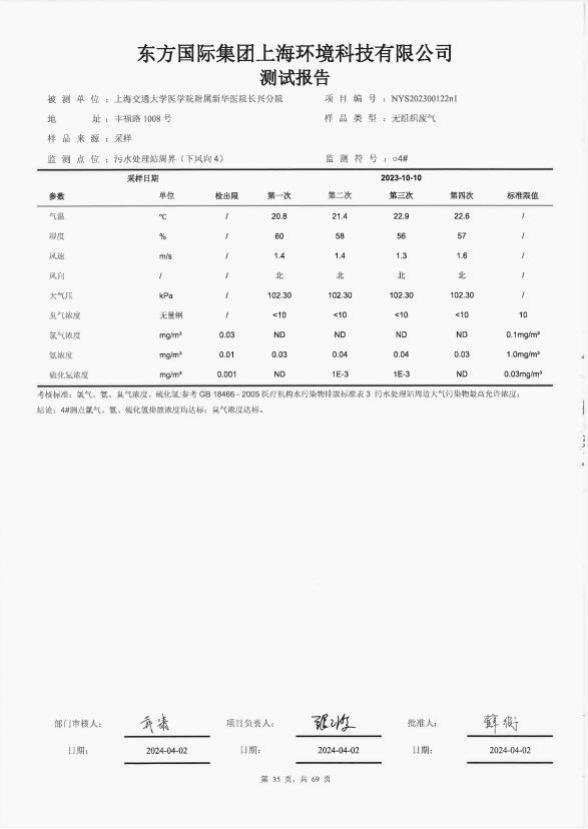 东方国际集团上海环境科技有限公司
测试报告
被 测 单 位 ：上海交通大学医学院附属新华医院长兴分院 项 目 编 号 ：NYS202300122n1
地 址 ：丰福路 1008 号 样 品 类 型 ：无组织废气
样 品 来 源 ：采样
监 测 点 位 ：污水处理站周界（下风向 4） 监 测 符 号 ：○4#
采样日期 2023-10-10
参数 单位 检出限 第一次 第二次 第三次 第四次 标准限值
气温 ℃ / 20.8 21.4 22.9 22.6 /
湿度 % / 60 58 56 57 /
风速 m/s / 1.4 1.4 1.3 1.6 /
风向 / / 北 北 北 北 /
大气压 kPa / 102.30 102.30 102.30 102.30 /
臭气浓度 无量纲 / <10 <10 <10 <10 10
氯气浓度 mg/m³ 0.03 ND ND ND ND 0.1mg/m³
氨浓度 mg/m³ 0.01 0.03 0.04 0.04 0.03 1.0mg/m³
硫化氢浓度 mg/m³ 0.001 ND 1E-3 1E-3 ND 0.03mg/m³
考核标准：氯气、氨、臭气浓度、硫化氢:参考 GB 18466 - 2005 医疗机构水污染物排放标准表 3 污水处理站周边大气污染物最高允许浓度；
结论：4#测点氯气、氨、硫化氢排放浓度均达标；臭气浓度达标。
部门审核人： 项目负责人： 批准人：
日期： 2024-04-02 日期： 2024-04-02 日期： 2024-04-02
第 35 页，共 69 页